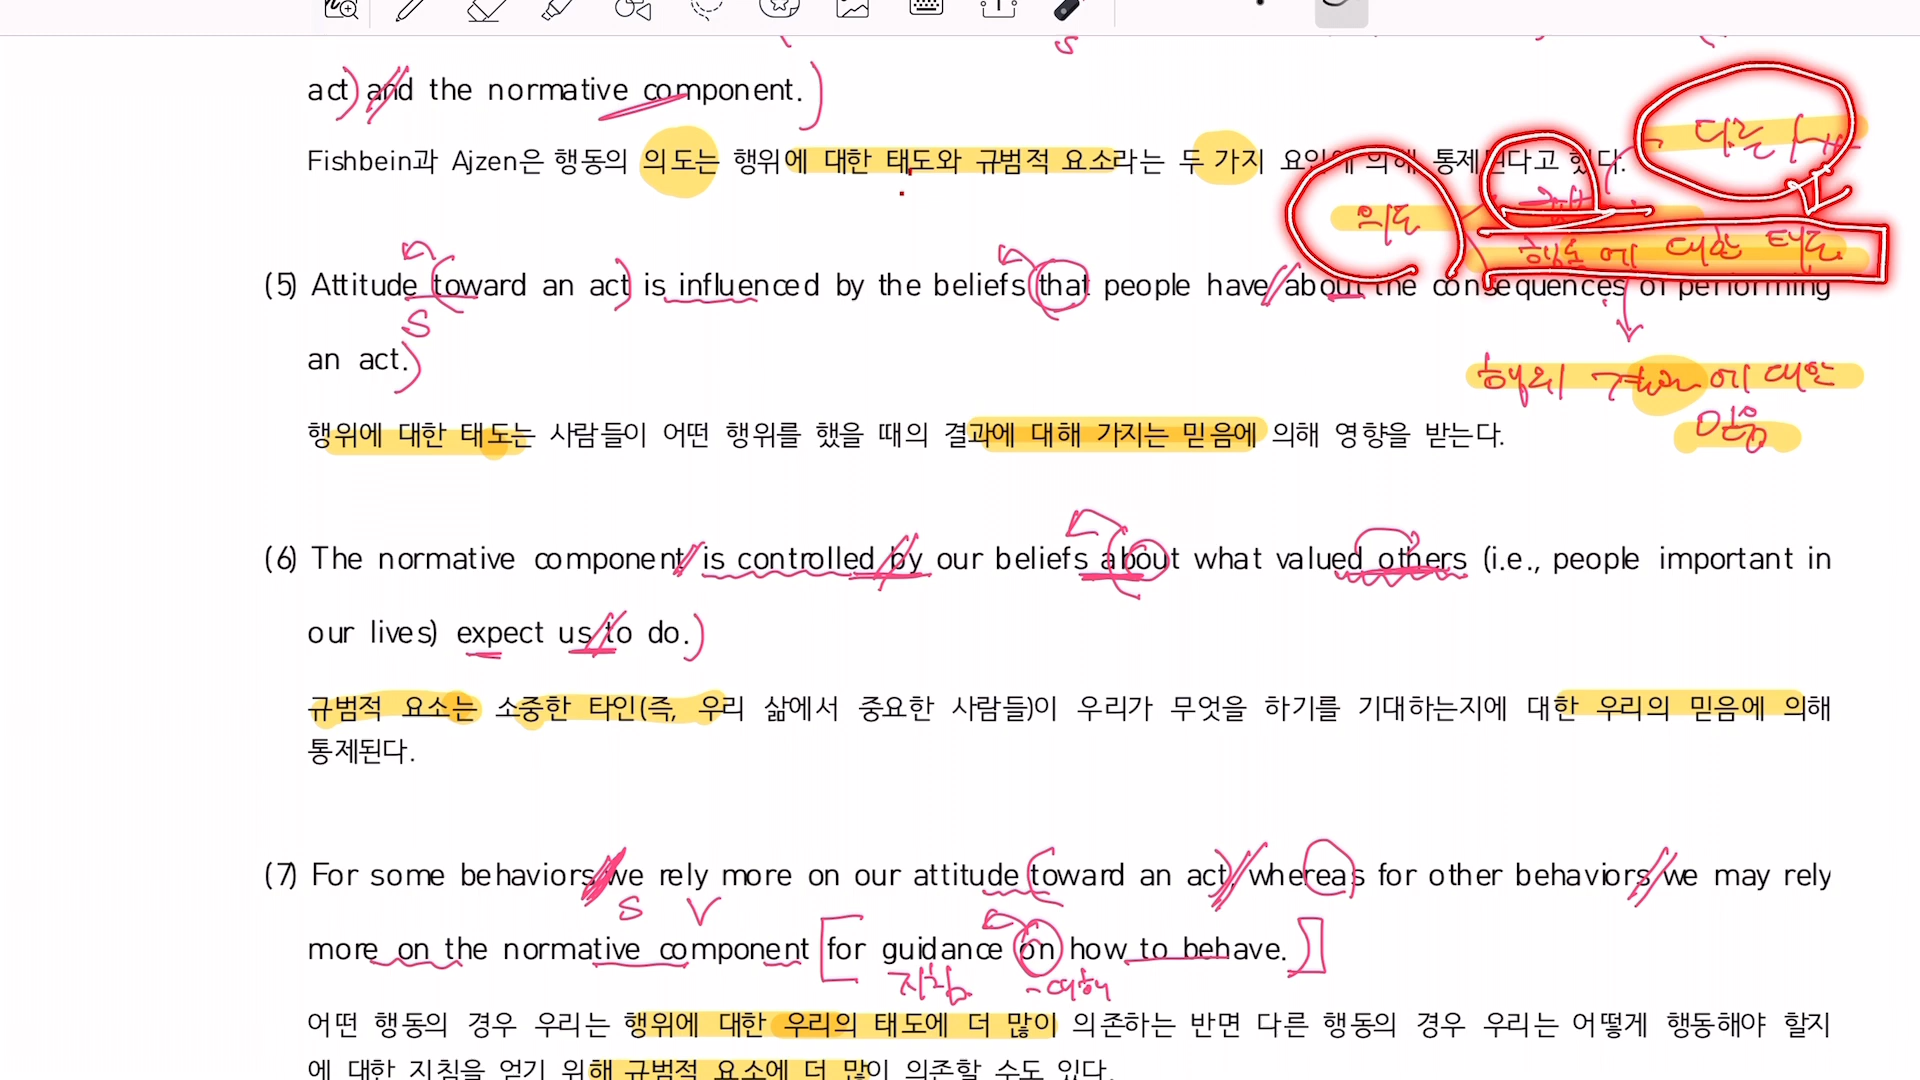 act) and the normative component.
Fishbein과 Ajzen은 행동의 의도는 행위에 대한 태도와 규범적 요소라는 두 가지 요인에 의해 통제된다고 했다.
다른
의도
행동에 대한 태도
(5) Attitude toward an act is influenced by the beliefs that people have about the consequences of performing
S
an act.
행위 결과에 대한
믿음
행위에 대한 태도는 사람들이 어떤 행위를 했을 때의 결과에 대해 가지는 믿음에 의해 영향을 받는다.
(6) The normative component is controlled by our beliefs about what valued others (i.e., people important in
our lives) expect us to do.
규범적 요소는 소중한 타인(즉, 우리 삶에서 중요한 사람들)이 우리가 무엇을 하기를 기대하는지에 대한 우리의 믿음에 의해
통제된다.
(7) For some behaviors we rely more on our attitude toward an act, whereas for other behaviors we may rely
S V
more on the normative component for guidance on how to behave.
지침 ~대해
어떤 행동의 경우 우리는 행위에 대한 우리의 태도에 더 많이 의존하는 반면 다른 행동의 경우 우리는 어떻게 행동해야 할지
에 대한 지침을 얻기 위해 규범적 요소에 더 많이 의존할 수도 있다.